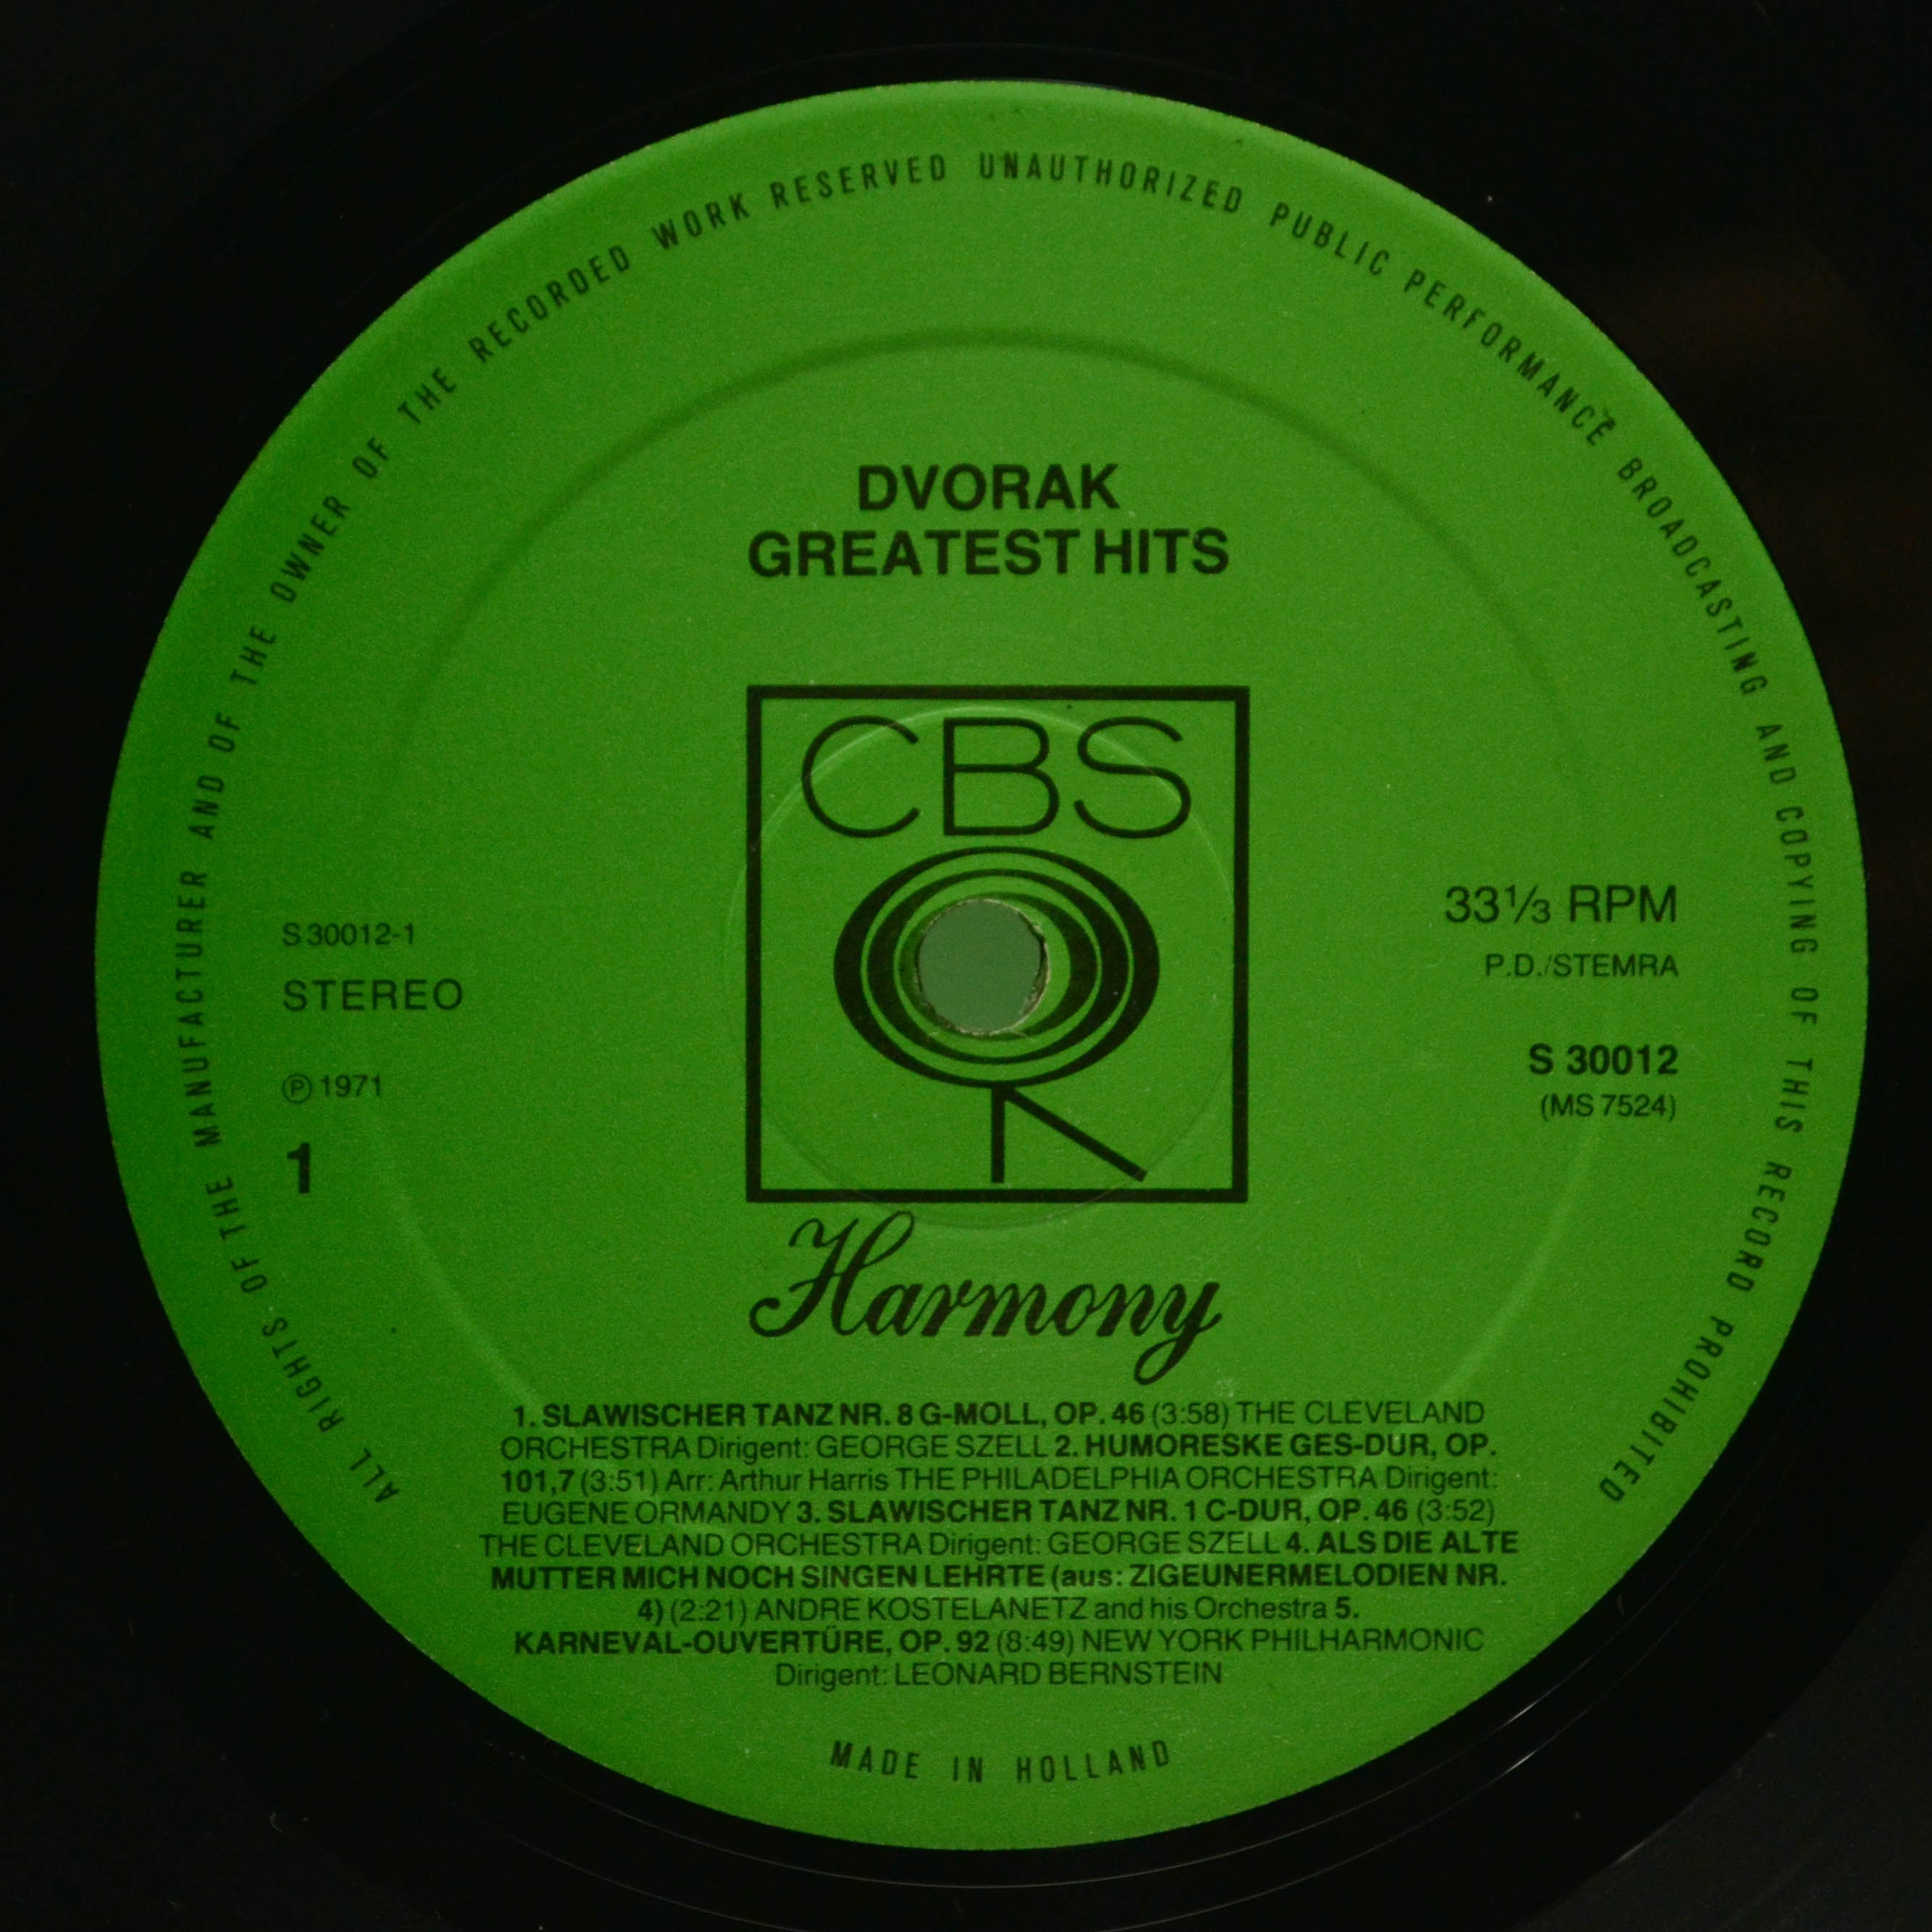 ALL RIGHTS OF THE MANUFACTURER AND OF THE OWNER OF THE RECORDED WORK RESERVED UNAUTHORIZED PUBLIC PERFORMANCE BROADCASTING AND COPYING OF THIS RECORD PROHIBITED
DVORAK
GREATEST HITS
CBS
S 30012-1
STEREO
Ⓟ 1971
1
33⅓ RPM
P.D./STEMRA
S 30012
(MS 7524)
Harmony
1. SLAWISCHER TANZ NR. 8 G-MOLL, OP. 46 (3:58) THE CLEVELAND
ORCHESTRA Dirigent: GEORGE SZELL 2. HUMORESKE GES-DUR, OP.
101,7 (3:51) Arr: Arthur Harris THE PHILADELPHIA ORCHESTRA Dirigent:
EUGENE ORMANDY 3. SLAWISCHER TANZ NR. 1 C-DUR, OP. 46 (3:52)
THE CLEVELAND ORCHESTRA Dirigent: GEORGE SZELL 4. ALS DIE ALTE
MUTTER MICH NOCH SINGEN LEHRTE (aus: ZIGEUNERMELODIEN NR.
4) (2:21) ANDRE KOSTELANETZ and his Orchestra 5.
KARNEVAL-OUVERTÜRE, OP. 92 (8:49) NEW YORK PHILHARMONIC
Dirigent: LEONARD BERNSTEIN
MADE IN HOLLAND